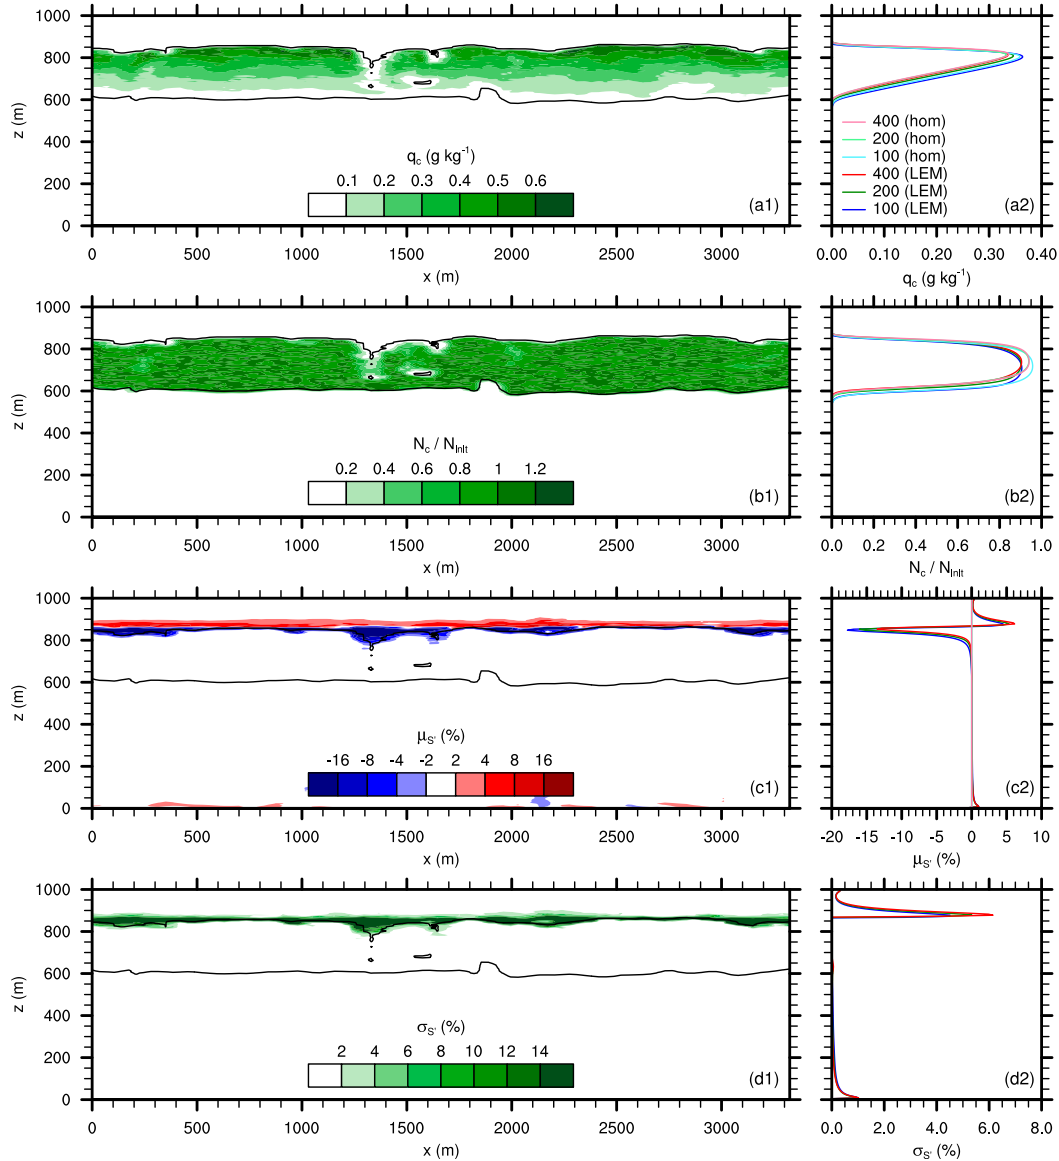 1000
800
600
400
200
0
z (m)
q_c (g kg⁻¹)
0.1 0.2 0.3 0.4 0.5 0.6
(a1)
0 500 1000 1500 2000 2500 3000
x (m)
400 (hom)
200 (hom)
100 (hom)
400 (LEM)
200 (LEM)
100 (LEM)
(a2)
0.00 0.10 0.20 0.30 0.40
q_c (g kg⁻¹)
1000
800
600
400
200
0
z (m)
N_c / N_Inlt
0.2 0.4 0.6 0.8 1 1.2
(b1)
0 500 1000 1500 2000 2500 3000
x (m)
(b2)
0.0 0.2 0.4 0.6 0.8 1.0
N_c / N_Inlt
1000
800
600
400
200
0
z (m)
μ_S' (%)
-16 -8 -4 -2 2 4 8 16
(c1)
0 500 1000 1500 2000 2500 3000
x (m)
(c2)
-20 -15 -10 -5 0 5 10
μ_S' (%)
1000
800
600
400
200
0
z (m)
σ_S' (%)
2 4 6 8 10 12 14
(d1)
0 500 1000 1500 2000 2500 3000
x (m)
(d2)
0.0 2.0 4.0 6.0 8.0
σ_S' (%)